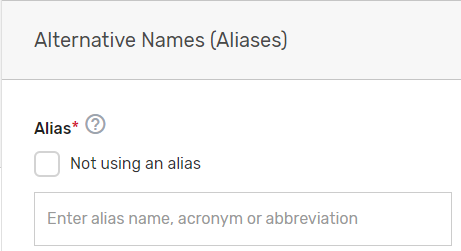 Alternative Names (Aliases)
Alias* ?
Not using an alias
Enter alias name, acronym or abbreviation